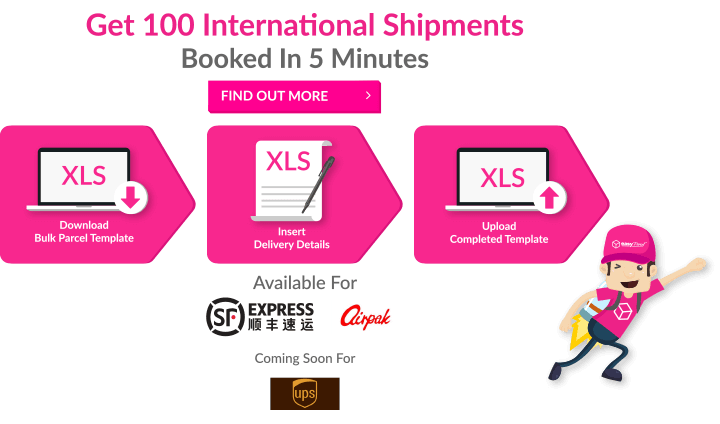 Get 100 International Shipments
Booked In 5 Minutes
FIND OUT MORE
XLS
Download
Bulk Parcel Template
XLS
Insert
Delivery Details
XLS
Upload
Completed Template
Available For
SF EXPRESS
顺丰速运
airpak
Coming Soon For
ups